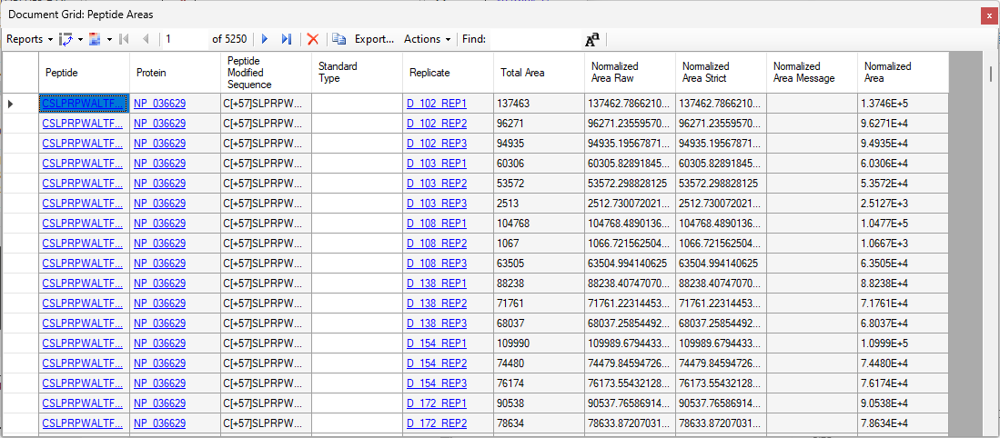 Document Grid: Peptide Areas
Reports 1 of 5250 Export... Actions Find:
Peptide Protein Peptide Modified Sequence Standard Type Replicate Total Area Normalized Area Raw Normalized Area Strict Normalized Area Message Normalized Area
CSLPRPWALTF... NP_036629 C[+57]SLPRPW... D_102_REP1 137463 137462.7866210... 137462.7866210... 1.3746E+5
CSLPRPWALTF... NP_036629 C[+57]SLPRPW... D_102_REP2 96271 96271.23559570... 96271.23559570... 9.6271E+4
CSLPRPWALTF... NP_036629 C[+57]SLPRPW... D_102_REP3 94935 94935.19567871... 94935.19567871... 9.4935E+4
CSLPRPWALTF... NP_036629 C[+57]SLPRPW... D_103_REP1 60306 60305.82891845... 60305.82891845... 6.0306E+4
CSLPRPWALTF... NP_036629 C[+57]SLPRPW... D_103_REP2 53572 53572.298828125 53572.298828125 5.3572E+4
CSLPRPWALTF... NP_036629 C[+57]SLPRPW... D_103_REP3 2513 2512.730072021... 2512.730072021... 2.5127E+3
CSLPRPWALTF... NP_036629 C[+57]SLPRPW... D_108_REP1 104768 104768.4890136... 104768.4890136... 1.0477E+5
CSLPRPWALTF... NP_036629 C[+57]SLPRPW... D_108_REP2 1067 1066.721562504... 1066.721562504... 1.0667E+3
CSLPRPWALTF... NP_036629 C[+57]SLPRPW... D_108_REP3 63505 63504.994140625 63504.994140625 6.3505E+4
CSLPRPWALTF... NP_036629 C[+57]SLPRPW... D_138_REP1 88238 88238.40747070... 88238.40747070... 8.8238E+4
CSLPRPWALTF... NP_036629 C[+57]SLPRPW... D_138_REP2 71761 71761.22314453... 71761.22314453... 7.1761E+4
CSLPRPWALTF... NP_036629 C[+57]SLPRPW... D_138_REP3 68037 68037.25854492... 68037.25854492... 6.8037E+4
CSLPRPWALTF... NP_036629 C[+57]SLPRPW... D_154_REP1 109990 109989.6794433... 109989.6794433... 1.0999E+5
CSLPRPWALTF... NP_036629 C[+57]SLPRPW... D_154_REP2 74480 74479.84594726... 74479.84594726... 7.4480E+4
CSLPRPWALTF... NP_036629 C[+57]SLPRPW... D_154_REP3 76174 76173.55432128... 76173.55432128... 7.6174E+4
CSLPRPWALTF... NP_036629 C[+57]SLPRPW... D_172_REP1 90538 90537.76586914... 90537.76586914... 9.0538E+4
CSLPRPWALTF... NP_036629 C[+57]SLPRPW... D_172_REP2 78634 78633.87207031... 78633.87207031... 7.8634E+4